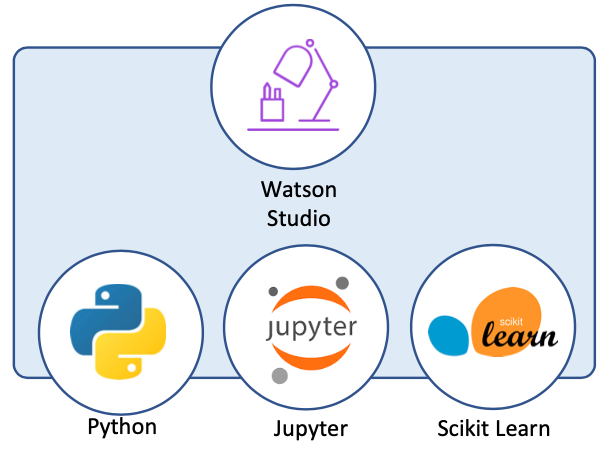 Watson
Studio
jupyter
scikit
learn
Python
Jupyter
Scikit Learn